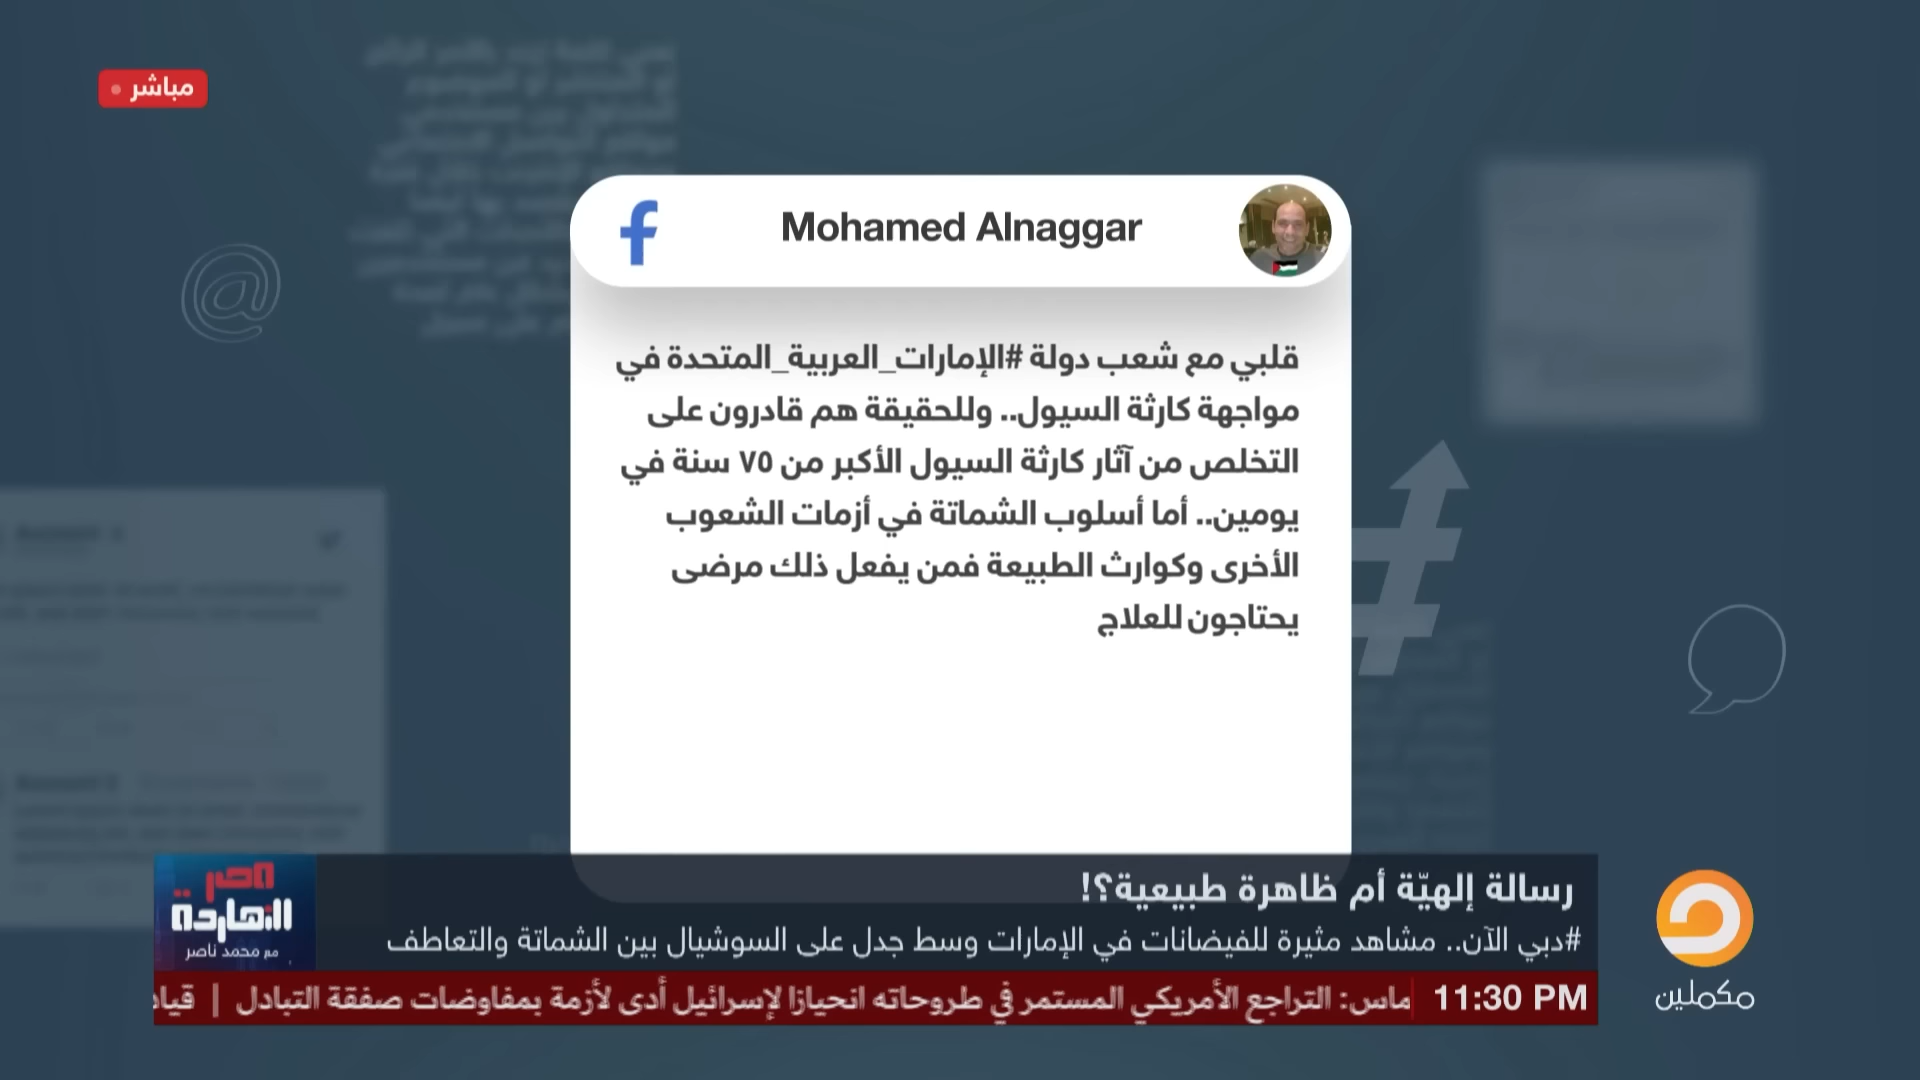 مباشر
Mohamed Alnaggar
قلبي مع شعب دولة #الإمارات_العربية_المتحدة في
مواجهة كارثة السيول.. وللحقيقة هم قادرون على
التخلص من آثار كارثة السيول الأكبر من ٧٥ سنة في
يومين.. أما أسلوب الشماتة في أزمات الشعوب
الأخرى وكوارث الطبيعة فمن يفعل ذلك مرضى
يحتاجون للعلاج
رسالة إلهيّة أم ظاهرة طبيعية؟!
#دبي الآن.. مشاهد مثيرة للفيضانات في الإمارات وسط جدل على السوشيال بين الشماتة والتعاطف
مصر
النهاردة
مع محمد ناصر
11:30 PM
ماس: التراجع الأمريكي المستمر في طروحاته انحيازا لإسرائيل أدى لأزمة بمفاوضات صفقة التبادل | قياد
مكملين